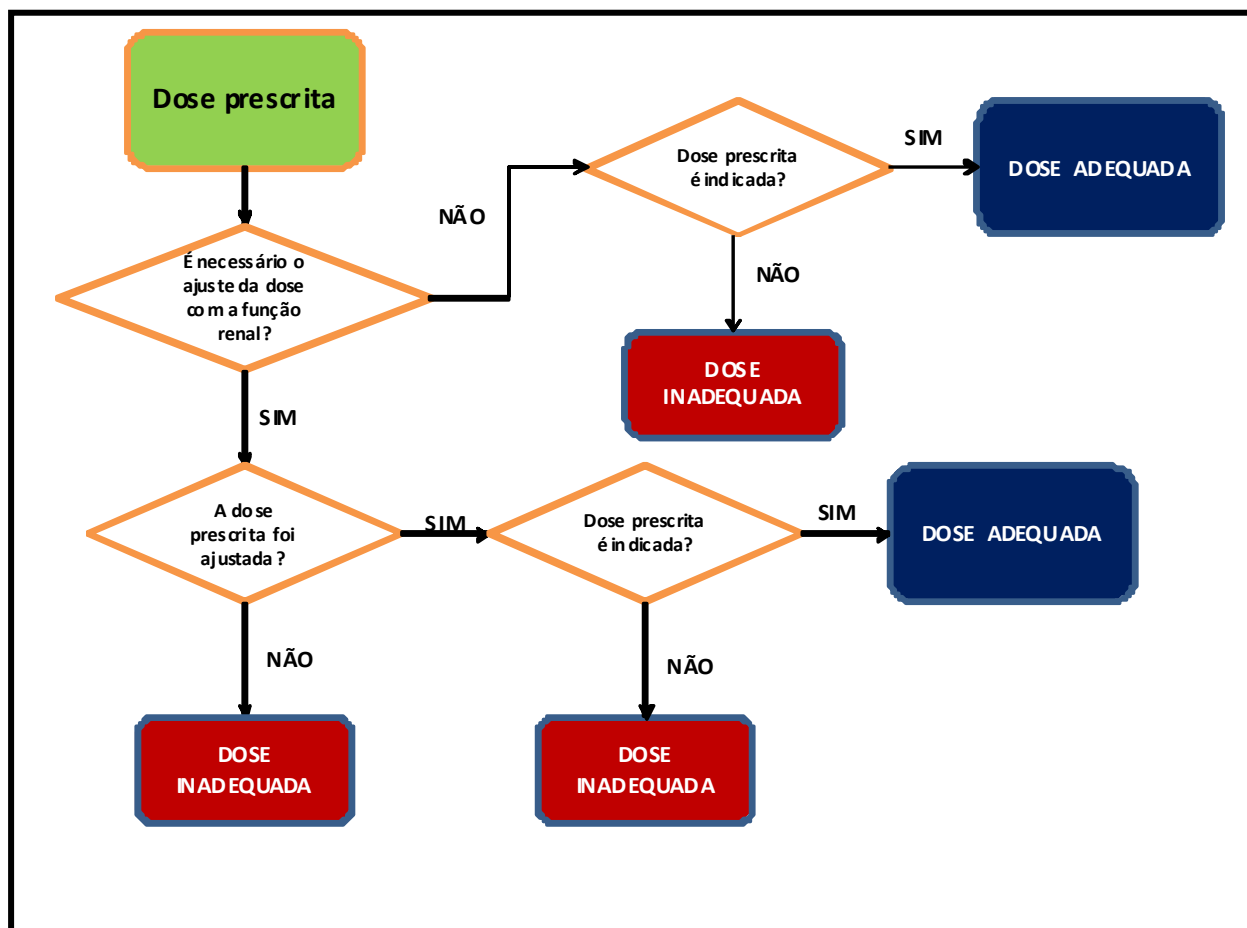 Dose prescrita
É necessário o
ajuste da dose
com a função
renal?
NÃO
Dose prescrita
é indicada?
SIM
DOSE ADEQUADA
NÃO
DOSE
INADEQUADA
SIM
A dose
prescrita foi
ajustada?
SIM
Dose prescrita
é indicada?
SIM
DOSE ADEQUADA
NÃO
DOSE
INADEQUADA
NÃO
DOSE
INADEQUADA